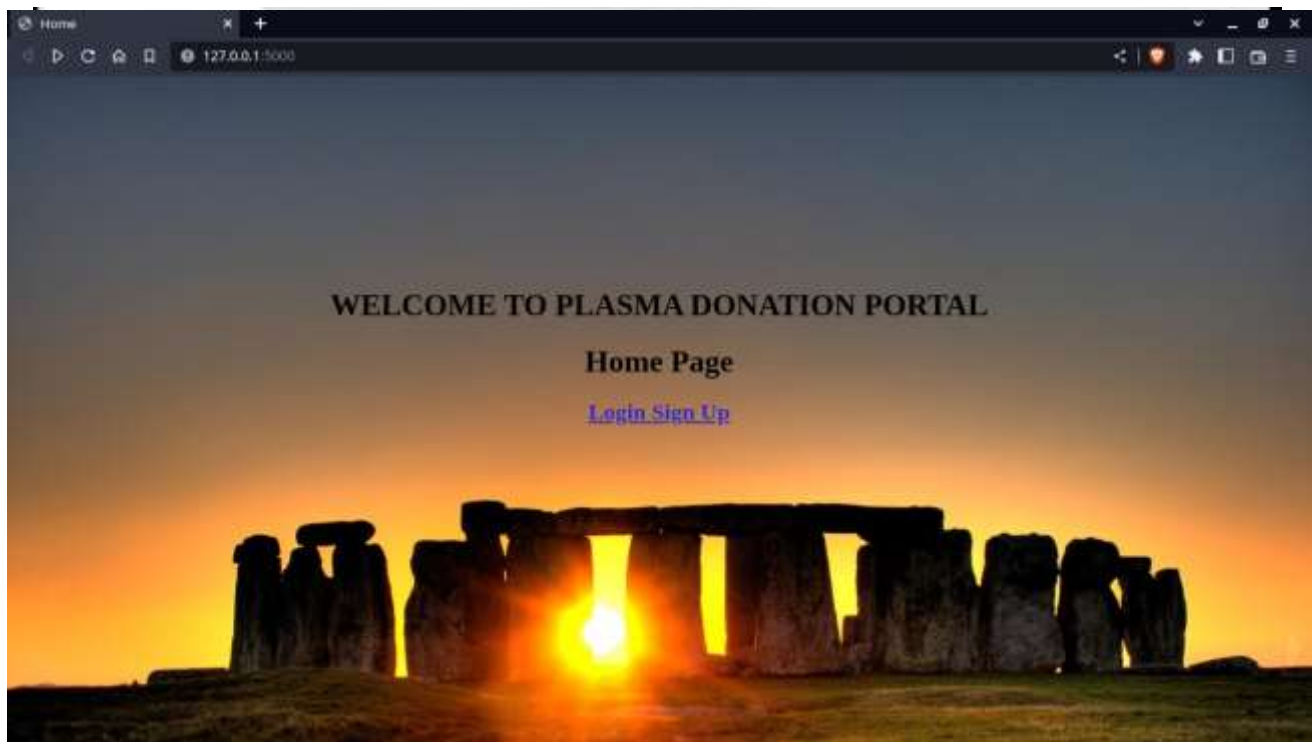 Home
127.0.0.1:5000
WELCOME TO PLASMA DONATION PORTAL
Home Page
Login Sign Up